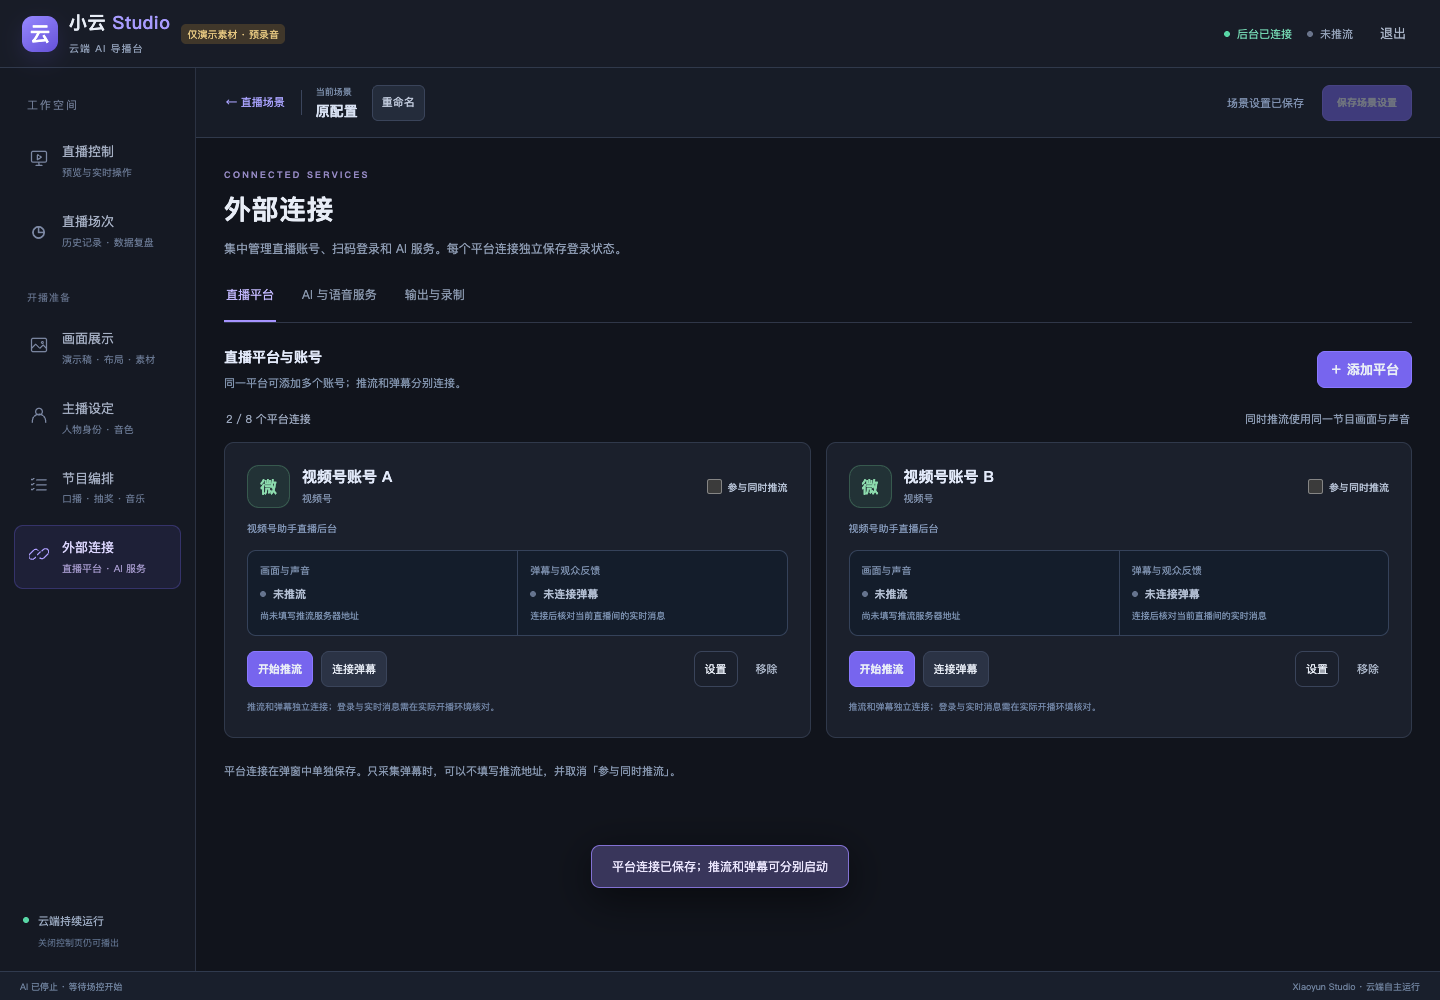 云
小云 Studio
云端 AI 导播台
仅演示素材 · 预录音
后台已连接
未推流
退出
工作空间
直播控制
预览与实时操作
直播场次
历史记录 · 数据复盘
开播准备
画面展示
演示稿 · 布局 · 素材
主播设定
人物身份 · 音色
节目编排
口播 · 抽奖 · 音乐
外部连接
直播平台 · AI 服务
云端持续运行
关闭控制页仍可播出
← 直播场景
当前场景
原配置
重命名
场景设置已保存
保存场景设置
CONNECTED SERVICES
外部连接
集中管理直播账号、扫码登录和 AI 服务。每个平台连接独立保存登录状态。
直播平台
AI 与语音服务
输出与录制
直播平台与账号
同一平台可添加多个账号；推流和弹幕分别连接。
+ 添加平台
2 / 8 个平台连接
同时推流使用同一节目画面与声音
微
视频号账号 A
视频号
参与同时推流
视频号助手直播后台
画面与声音
未推流
尚未填写推流服务器地址
弹幕与观众反馈
未连接弹幕
连接后核对当前直播间的实时消息
开始推流
连接弹幕
设置
移除
推流和弹幕独立连接；登录与实时消息需在实际开播环境核对。
微
视频号账号 B
视频号
参与同时推流
视频号助手直播后台
画面与声音
未推流
尚未填写推流服务器地址
弹幕与观众反馈
未连接弹幕
连接后核对当前直播间的实时消息
开始推流
连接弹幕
设置
移除
推流和弹幕独立连接；登录与实时消息需在实际开播环境核对。
平台连接在弹窗中单独保存。只采集弹幕时，可以不填写推流地址，并取消「参与同时推流」。
平台连接已保存；推流和弹幕可分别启动
AI 已停止 · 等待场控开始
Xiaoyun Studio · 云端自主运行